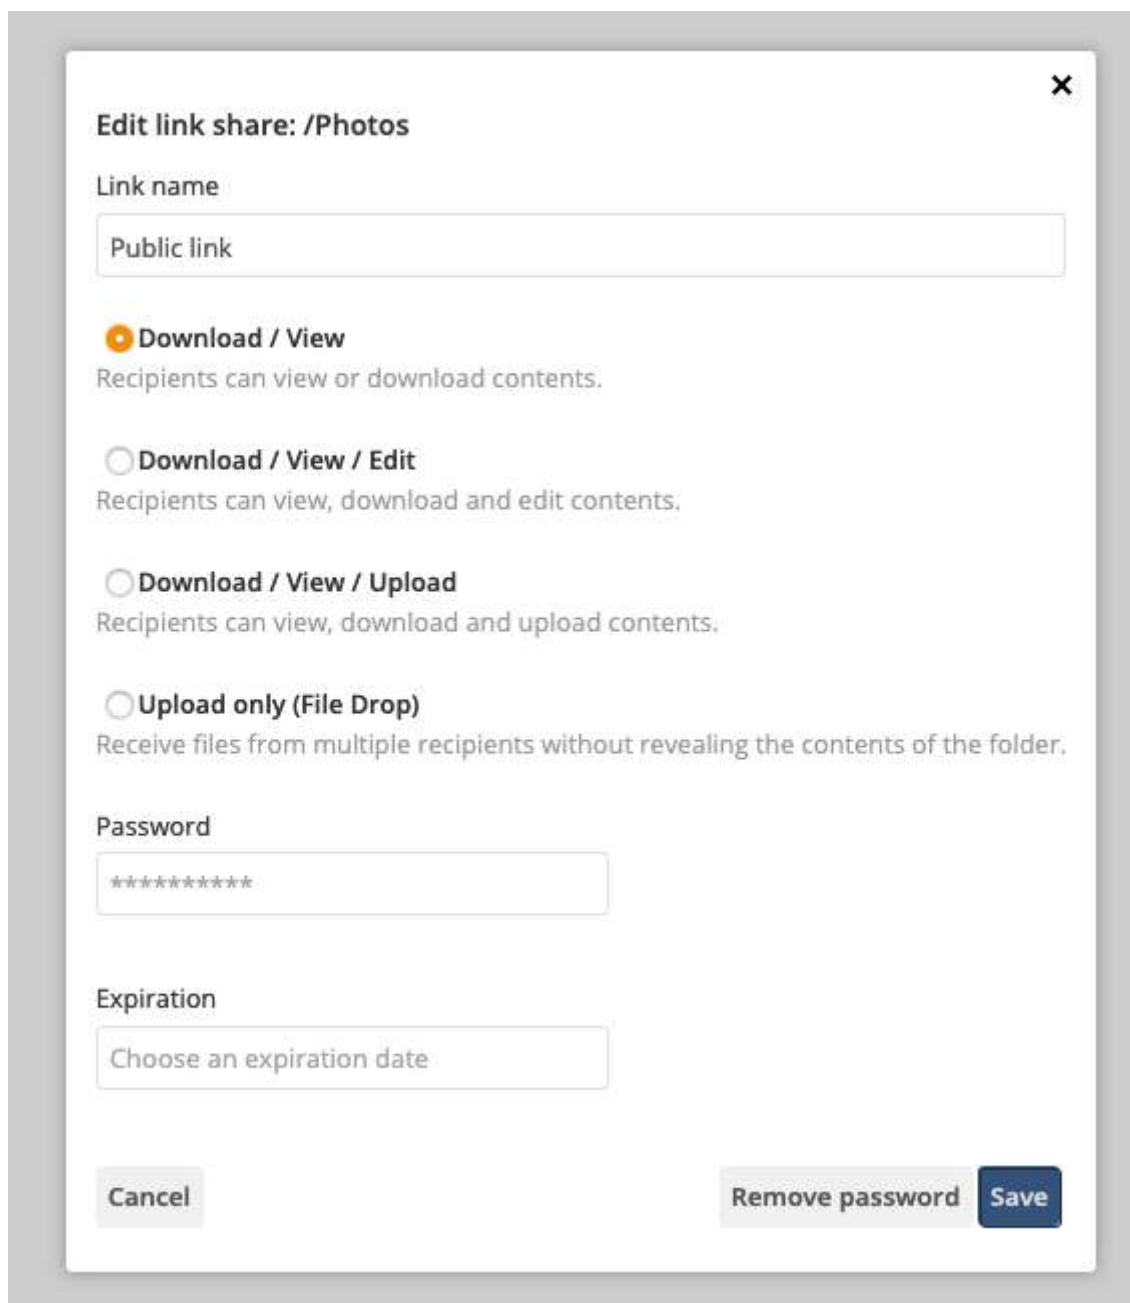 Edit link share: /Photos
Link name
Public link
Download / View
Recipients can view or download contents.
Download / View / Edit
Recipients can view, download and edit contents.
Download / View / Upload
Recipients can view, download and upload contents.
Upload only (File Drop)
Receive files from multiple recipients without revealing the contents of the folder.
Password
**********
Expiration
Choose an expiration date
Cancel Remove password Save